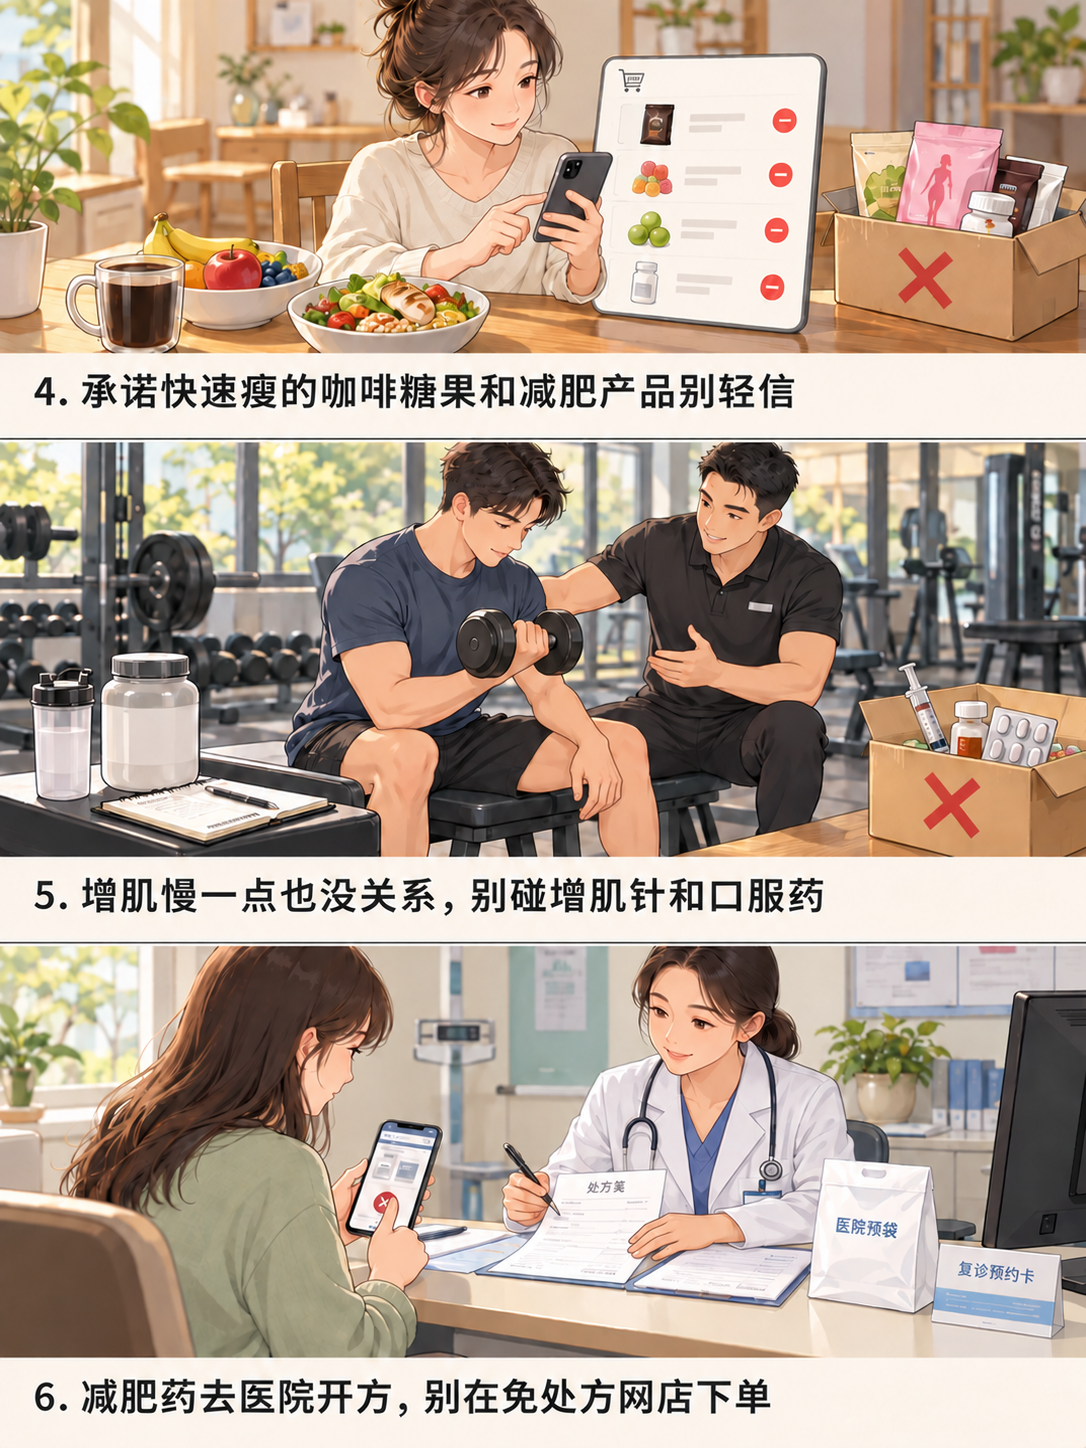 4. 承诺快速瘦的咖啡糖果和减肥产品别轻信
5. 增肌慢一点也没关系，别碰增肌针和口服药
处方笺
医院预袋
复诊预约卡
6. 减肥药去医院开方，别在免处方网店下单